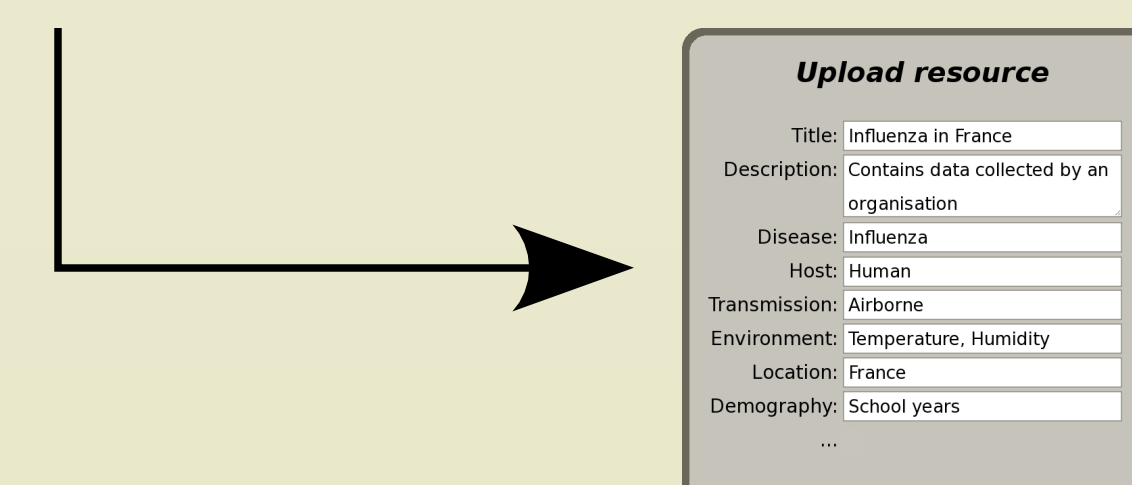 Upload resource
Title: Influenza in France
Description: Contains data collected by an
organisation
Disease: Influenza
Host: Human
Transmission: Airborne
Environment: Temperature, Humidity
Location: France
Demography: School years
...